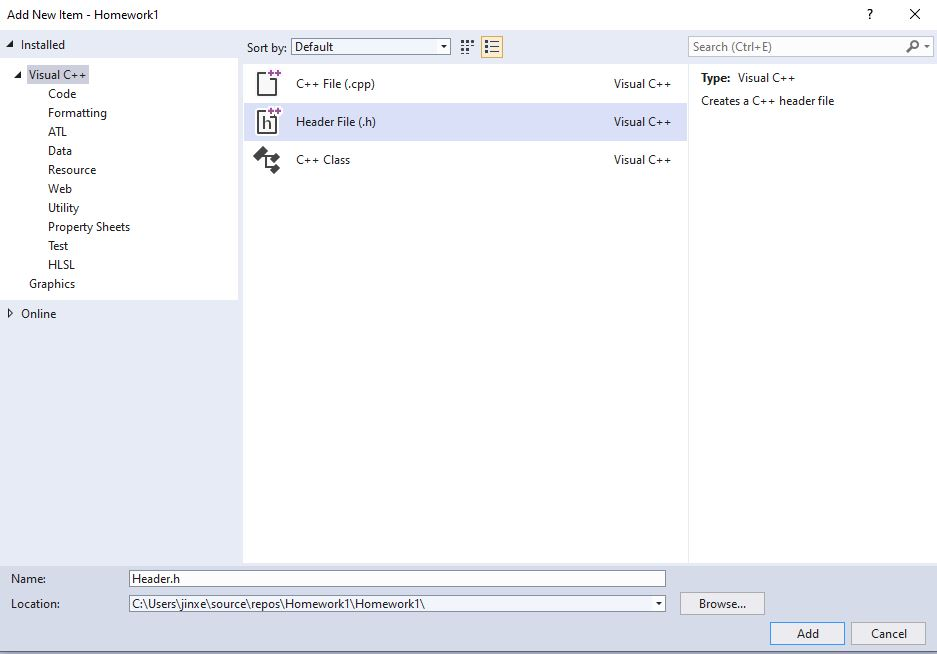 Add New Item - Homework1
?
Installed
Visual C++
Code
Formatting
ATL
Data
Resource
Web
Utility
Property Sheets
Test
HLSL
Graphics
Online
Sort by: Default
C++ File (.cpp) Visual C++
Header File (.h) Visual C++
C++ Class Visual C++
Search (Ctrl+E)
Type: Visual C++
Creates a C++ header file
Name: Header.h
Location: C:\Users\jinxe\source\repos\Homework1\Homework1\
Browse...
Add Cancel